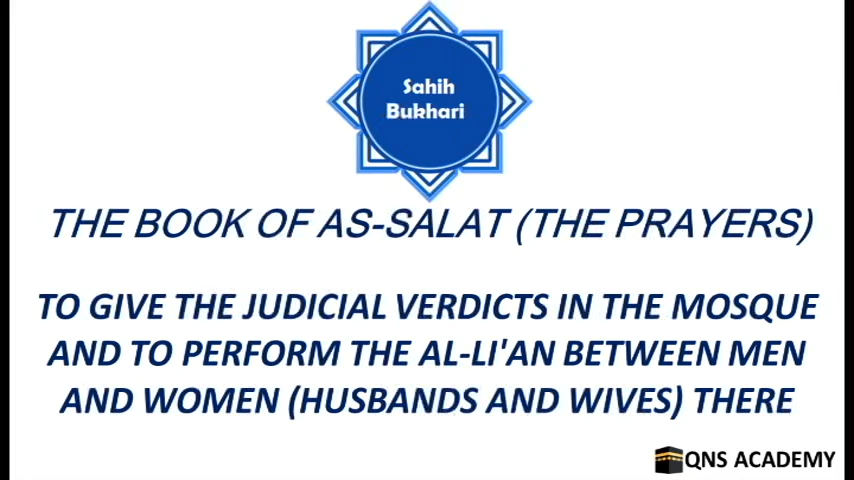 Sahih
Bukhari
THE BOOK OF AS-SALAT (THE PRAYERS)
TO GIVE THE JUDICIAL VERDICTS IN THE MOSQUE
AND TO PERFORM THE AL-LI'AN BETWEEN MEN
AND WOMEN (HUSBANDS AND WIVES) THERE
QNS ACADEMY